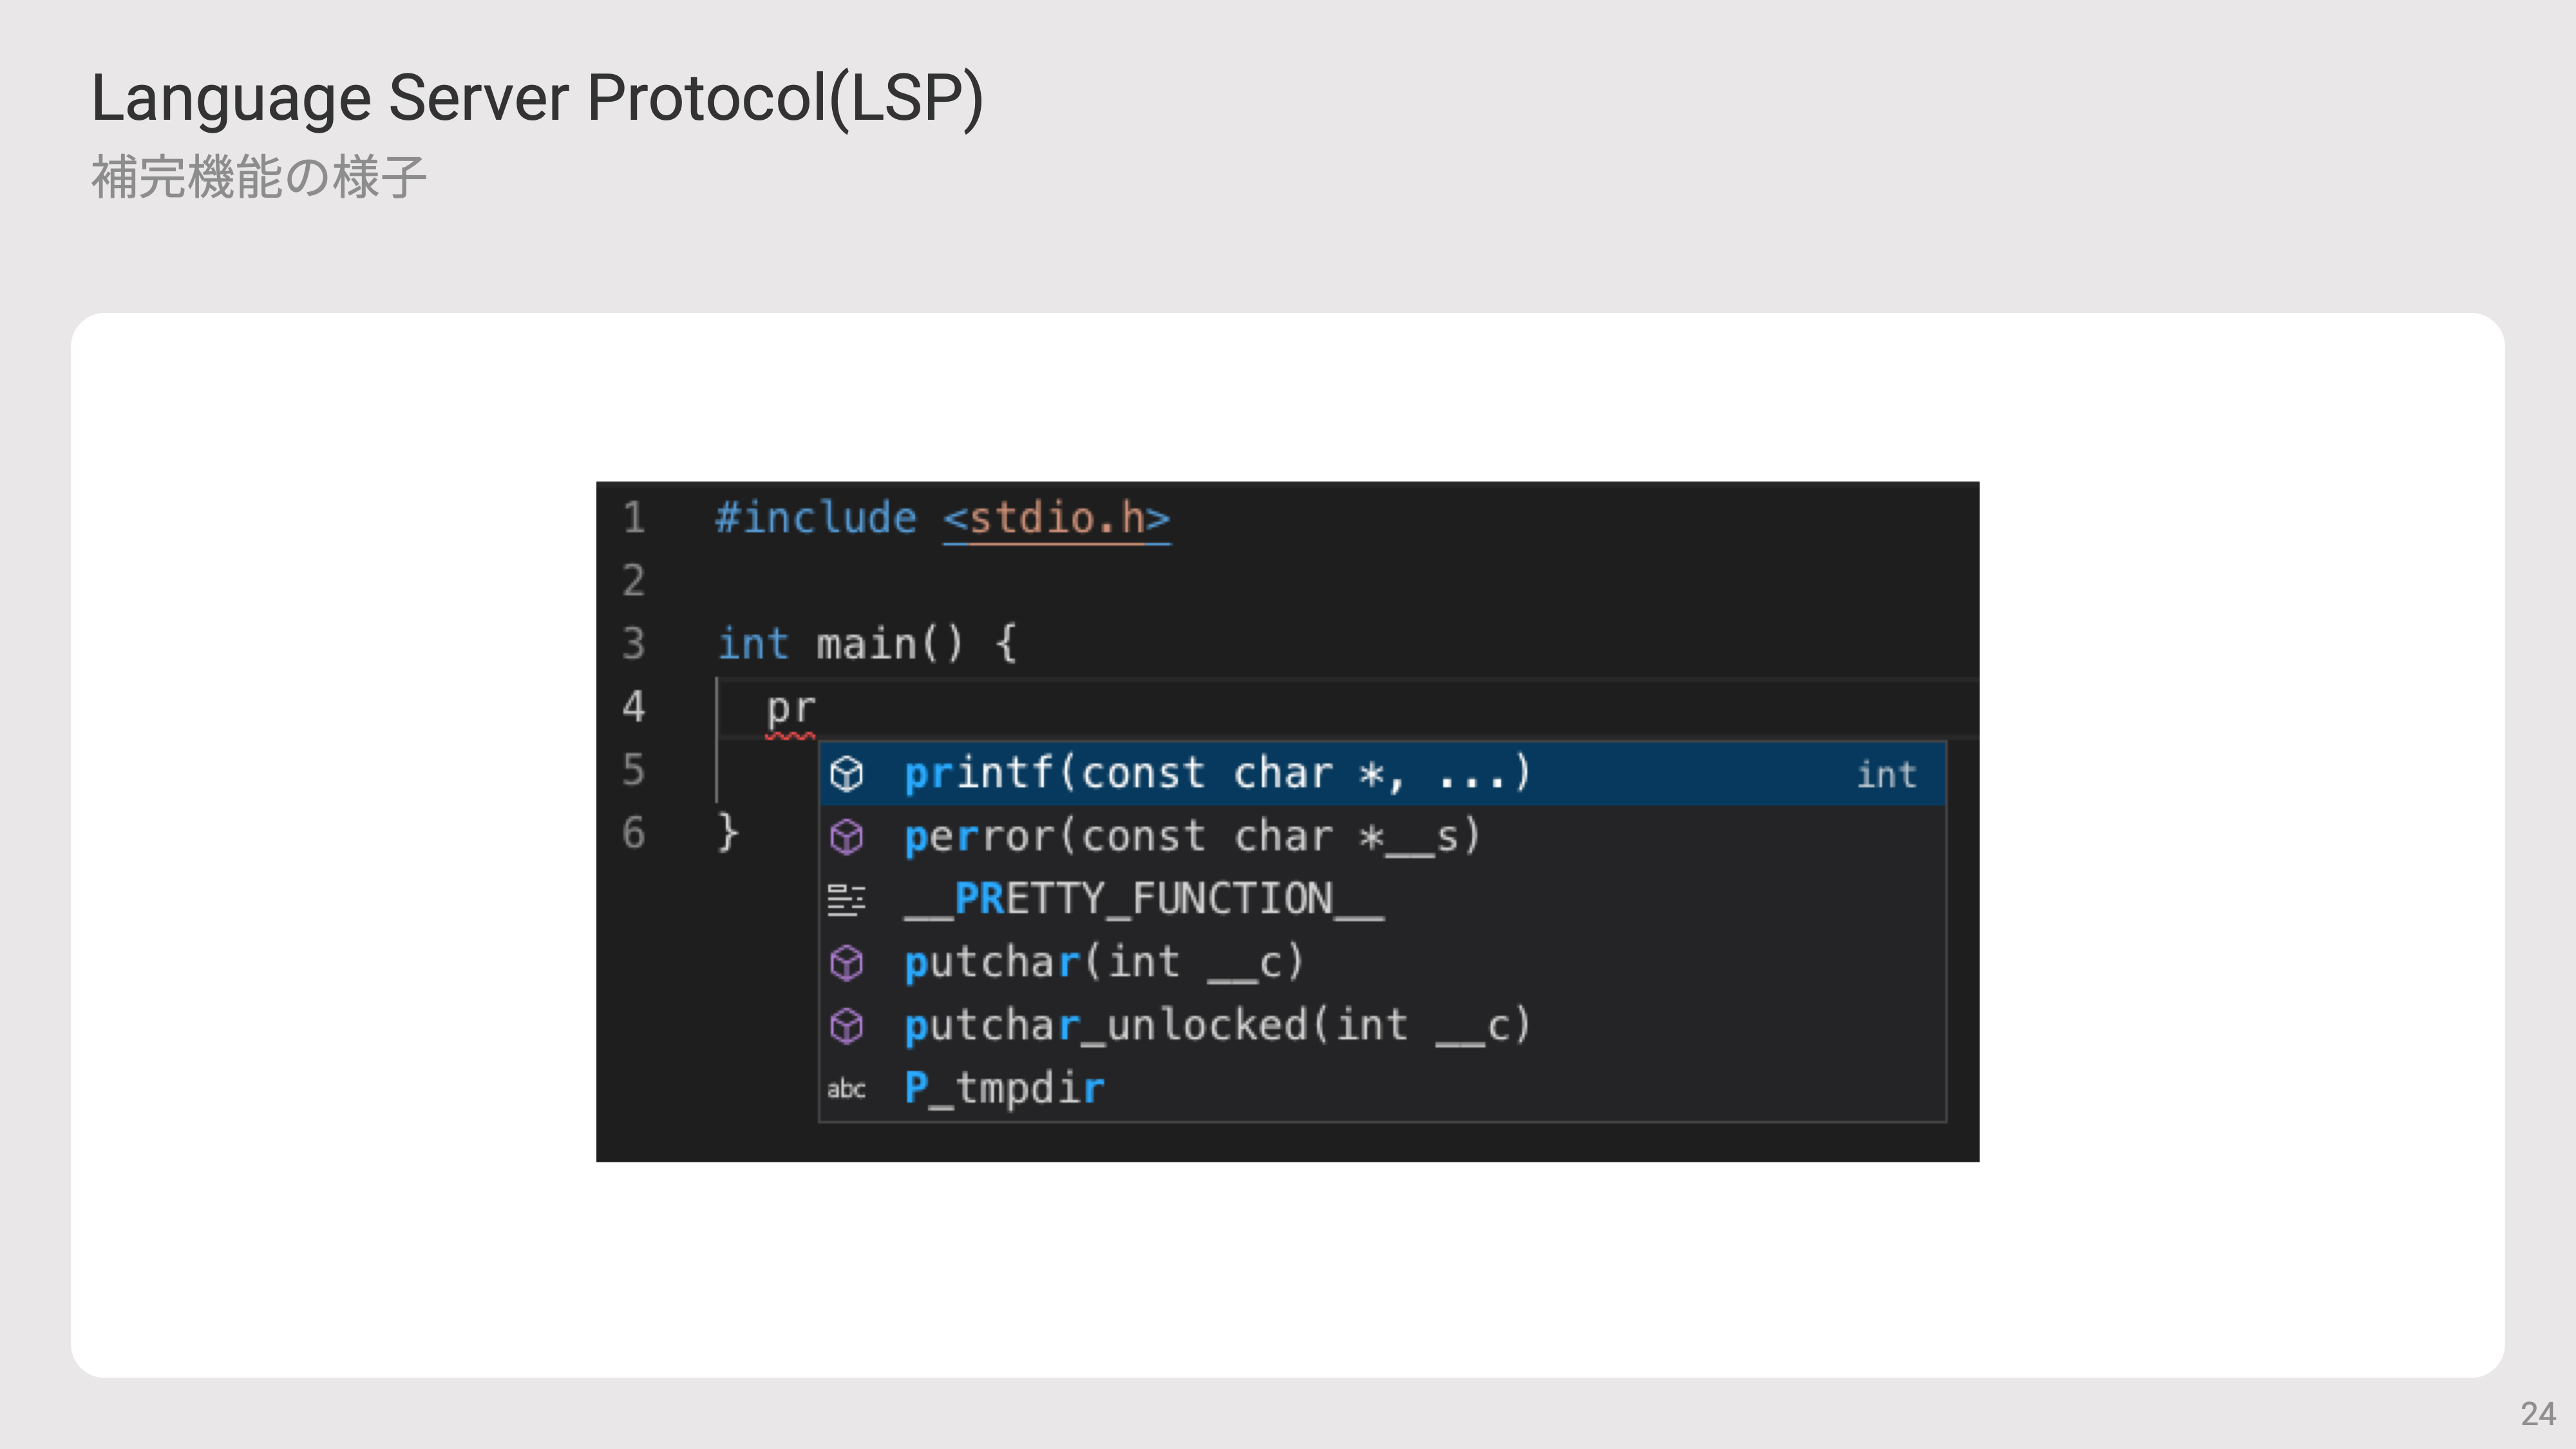 Language Server Protocol(LSP)
補完機能の様子
1 #include <stdio.h>
2
3 int main() {
4 pr
5
6 }
printf(const char *, ...) int
perror(const char *__s)
__PRETTY_FUNCTION__
putchar(int __c)
putchar_unlocked(int __c)
abc P_tmpdir
24